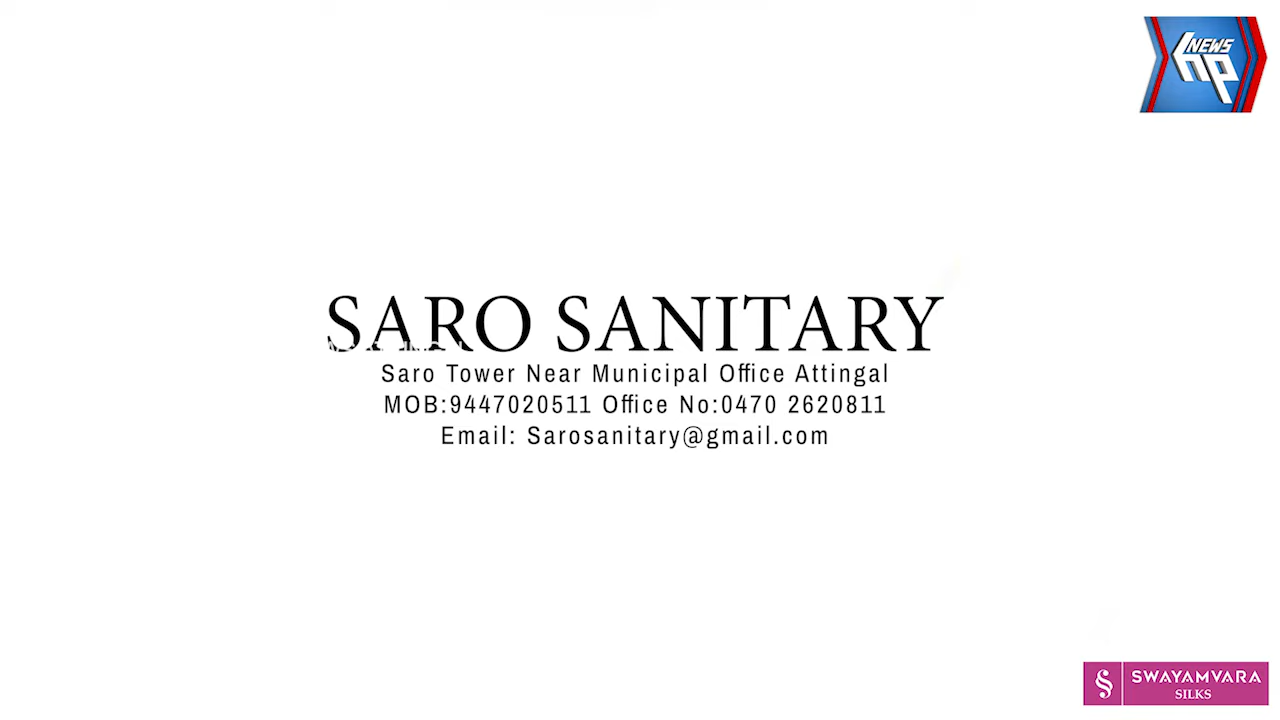 NEWS
hp
SARO SANITARY
Saro Tower Near Municipal Office Attingal
MOB:9447020511 Office No:0470 2620811
Email: Sarosanitary@gmail.com
SWAYAMVARA
SILKS